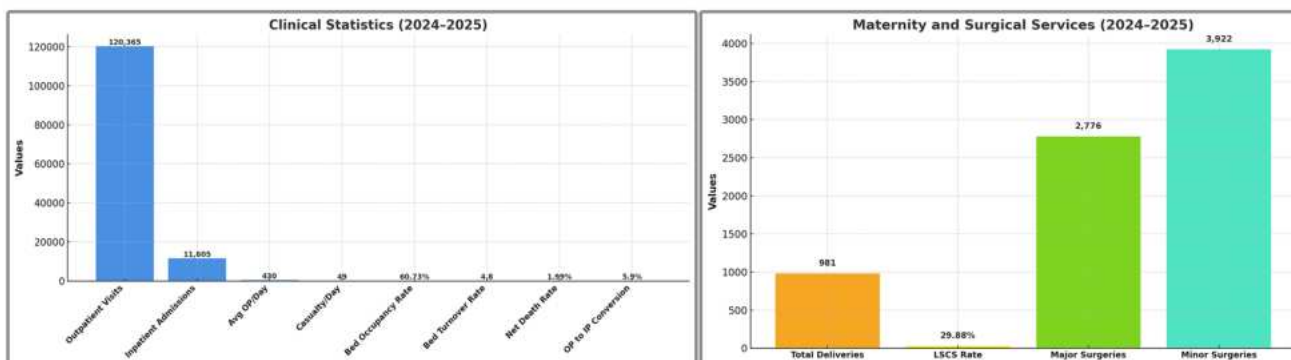 Clinical Statistics (2024–2025)
120000
100000
80000
60000
40000
20000
0
Values
120,365
11,805
430
49
60.73%
4.8
1.69%
5.9%
Outpatient Visits
Inpatient Admissions
Avg OP/Day
Casualty/Day
Bed Occupancy Rate
Bed Turnover Rate
Net Death Rate
OP to IP Conversion
Maternity and Surgical Services (2024–2025)
4000
3500
3000
2500
2000
1500
1000
500
0
Values
981
29.88%
2,776
3,922
Total Deliveries
LSCS Rate
Major Surgeries
Minor Surgeries